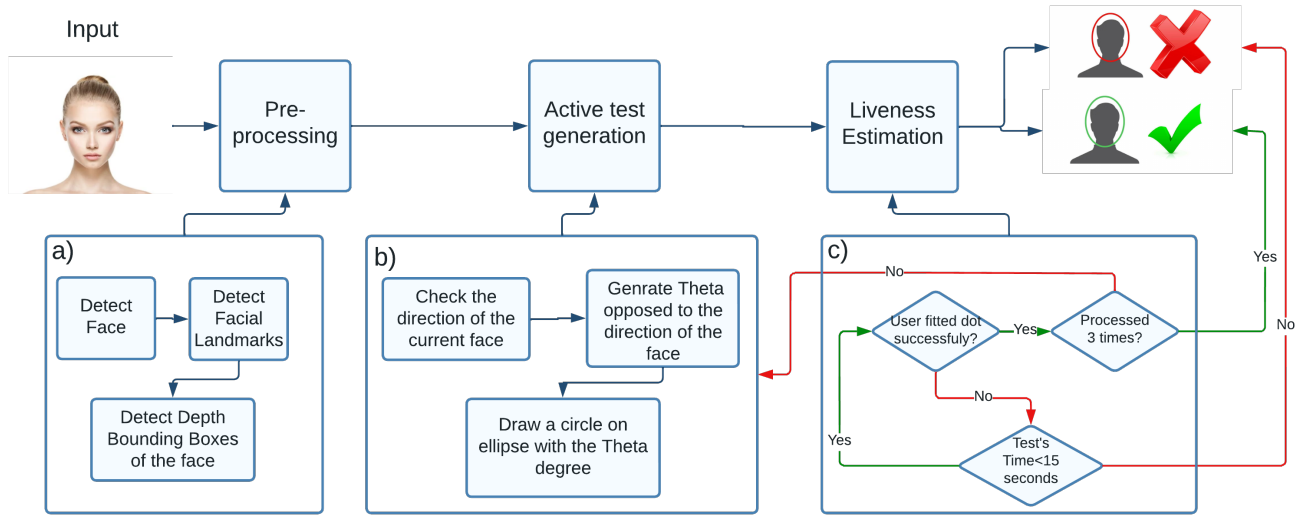 Input
Pre-
processing
Active test
generation
Liveness
Estimation
a)
Detect
Face
Detect
Facial
Landmarks
Detect Depth
Bounding Boxes
of the face
b)
Check the
direction of the
current face
Genrate Theta
opposed to the
direction of the
face
Draw a circle on
ellipse with the Theta
degree
c)
No
User fitted dot
successfuly?
Yes
Processed
3 times?
No
Yes
Test's
Time<15
seconds
Yes
No